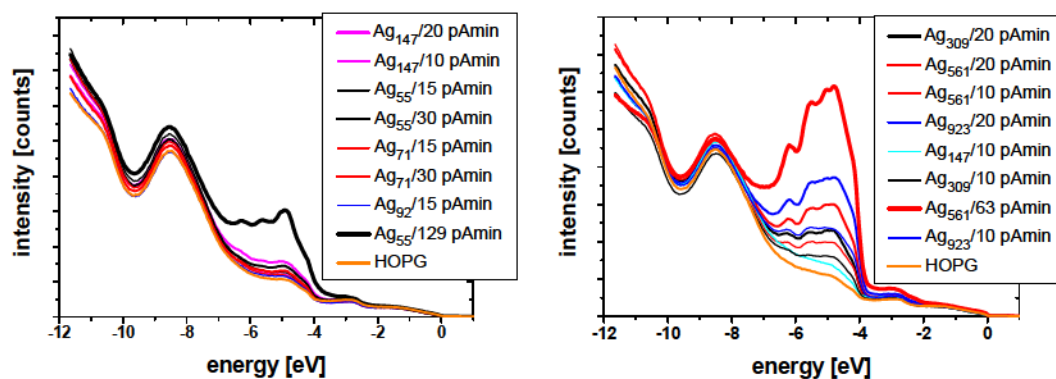 intensity [counts]
Ag147/20 pAmin
Ag147/10 pAmin
Ag55/15 pAmin
Ag55/30 pAmin
Ag71/15 pAmin
Ag71/30 pAmin
Ag92/15 pAmin
Ag55/129 pAmin
HOPG
-12 -10 -8 -6 -4 -2 0
energy [eV]
intensity [counts]
Ag309/20 pAmin
Ag561/20 pAmin
Ag561/10 pAmin
Ag923/20 pAmin
Ag147/10 pAmin
Ag309/10 pAmin
Ag561/63 pAmin
Ag923/10 pAmin
HOPG
-12 -10 -8 -6 -4 -2 0
energy [eV]